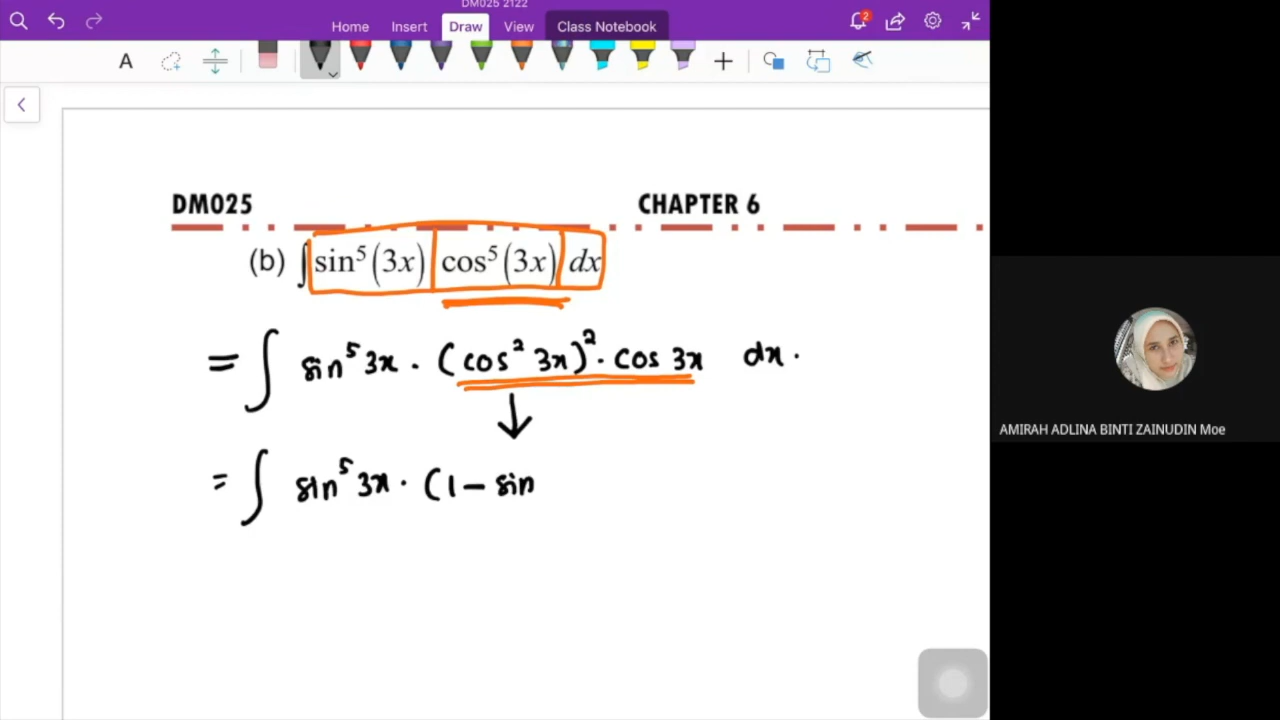 DM025 2122
Home Insert Draw View Class Notebook
2
A
DM025 CHAPTER 6
(b) ∫ sin⁵(3x) cos⁵(3x) dx
= ∫ sin⁵ 3x · (cos² 3x)² · cos 3x dx ·
= ∫ sin⁵ 3x · (1 − sin
AMIRAH ADLINA BINTI ZAINUDIN Moe